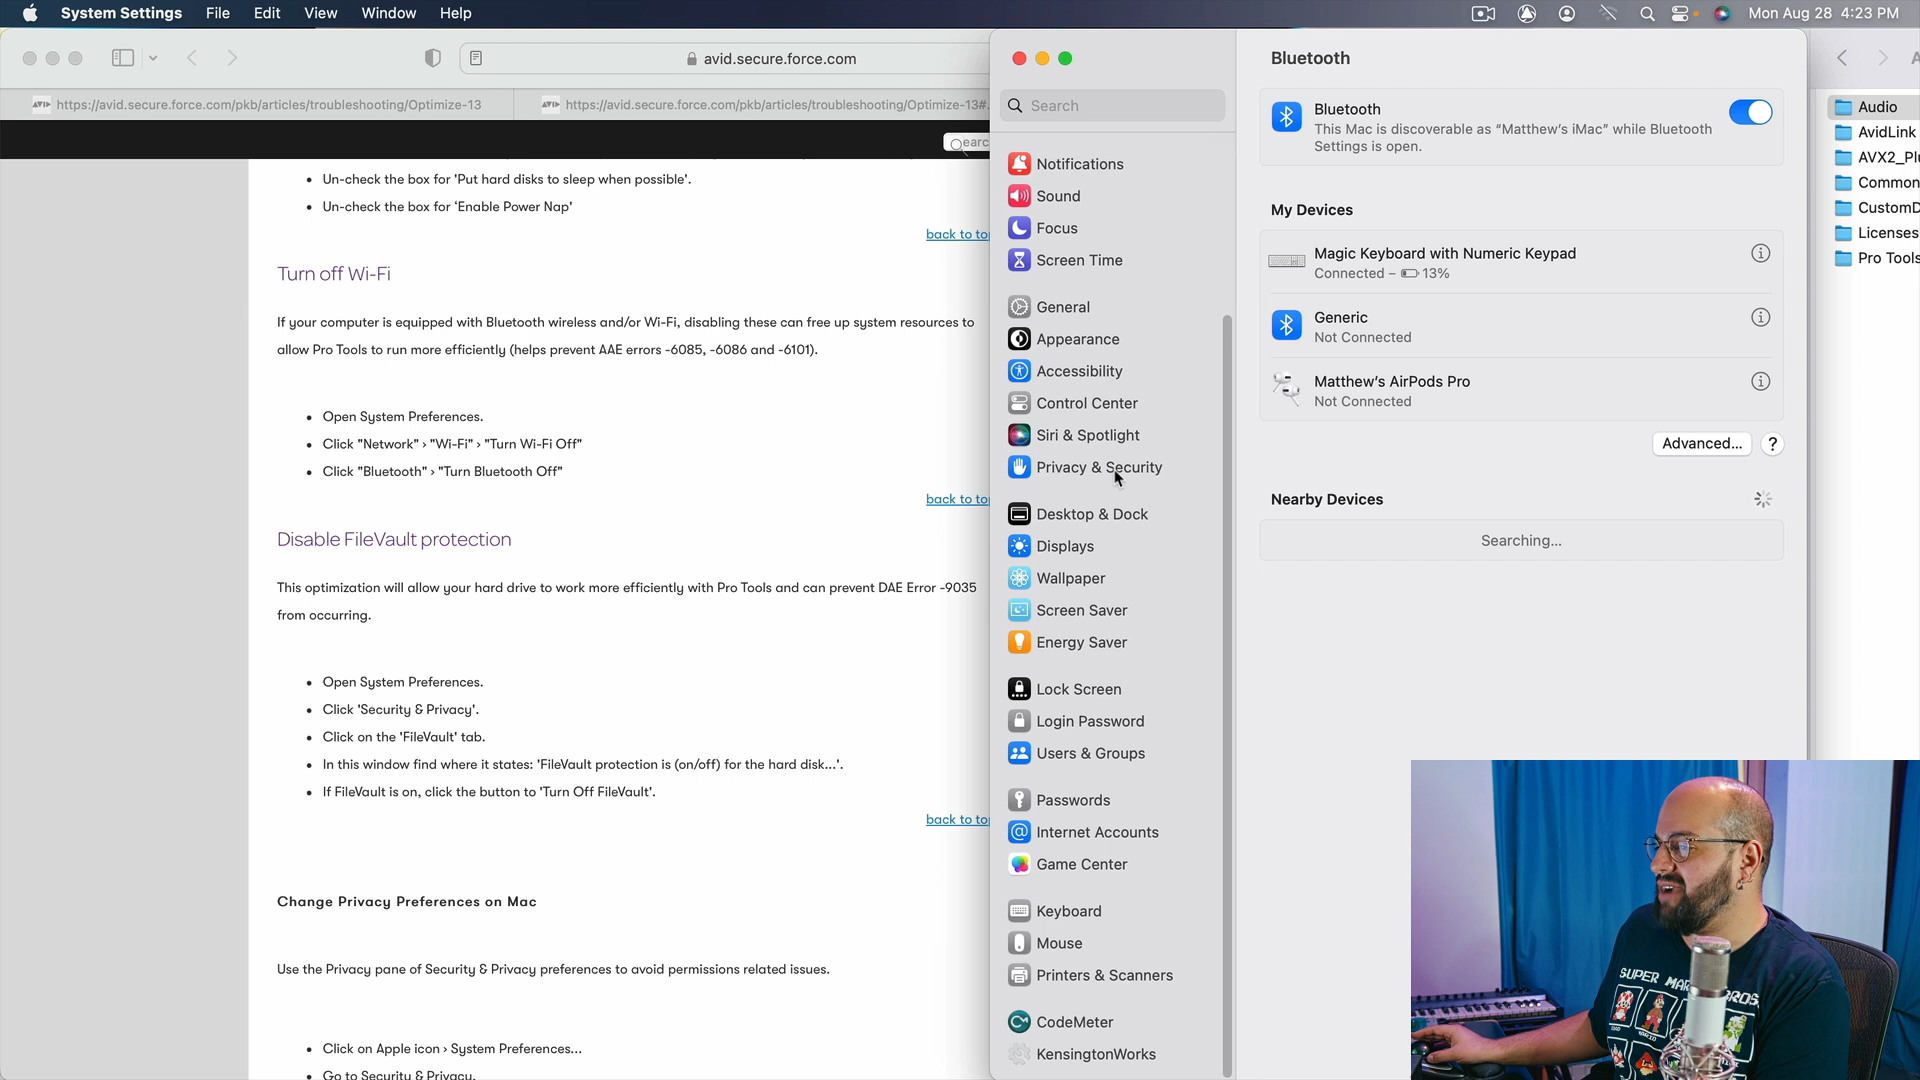 System Settings File Edit View Window Help
Mon Aug 28 4:23 PM
avid.secure.force.com
AVID https://avid.secure.force.com/pkb/articles/troubleshooting/Optimize-13
AVID https://avid.secure.force.com/pkb/articles/troubleshooting/Optimize-13#.
earc
• Un-check the box for 'Put hard disks to sleep when possible'.
• Un-check the box for ‘Enable Power Nap'
back to top
Turn off Wi-Fi
If your computer is equipped with Bluetooth wireless and/or Wi-Fi, disabling these can free up system resources to
allow Pro Tools to run more efficiently (helps prevent AAE errors -6085, -6086 and -6101).
• Open System Preferences.
• Click "Network" › "Wi-Fi" › "Turn Wi-Fi Off"
• Click "Bluetooth" › "Turn Bluetooth Off"
back to top
Disable FileVault protection
This optimization will allow your hard drive to work more efficiently with Pro Tools and can prevent DAE Error -9035
from occurring.
• Open System Preferences.
• Click 'Security & Privacy'.
• Click on the 'FileVault' tab.
• In this window find where it states: 'FileVault protection is (on/off) for the hard disk...'.
• If FileVault is on, click the button to 'Turn Off FileVault'.
back to top
Change Privacy Preferences on Mac
Use the Privacy pane of Security & Privacy preferences to avoid permissions related issues.
• Click on Apple icon › System Preferences...
• Go to Security & Privacy.
Search
Notifications
Sound
Focus
Screen Time
General
Appearance
Accessibility
Control Center
Siri & Spotlight
Privacy & Security
Desktop & Dock
Displays
Wallpaper
Screen Saver
Energy Saver
Lock Screen
Login Password
Users & Groups
Passwords
Internet Accounts
Game Center
Keyboard
Mouse
Printers & Scanners
CodeMeter
KensingtonWorks
Bluetooth
Bluetooth
This Mac is discoverable as “Matthew's iMac” while Bluetooth
Settings is open.
My Devices
Magic Keyboard with Numeric Keypad
Connected – 13%
Generic
Not Connected
Matthew's AirPods Pro
Not Connected
Advanced... ?
Nearby Devices
Searching...
Audio
AvidLink
AVX2_Plu
Common
CustomD
Licenses
Pro Tools
SUPER MAR BROS